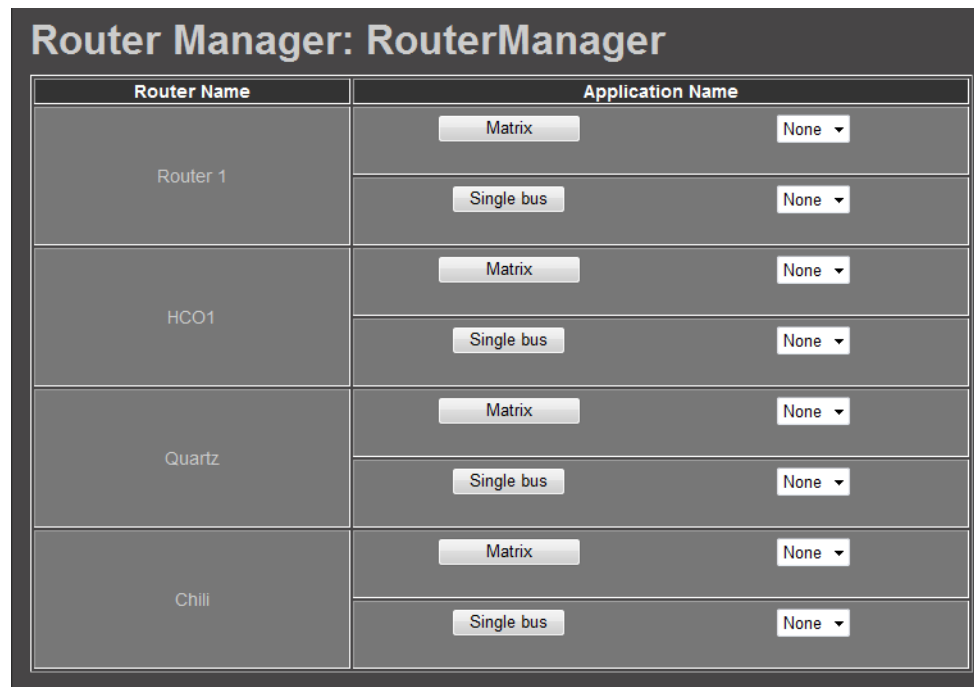 Router Manager: RouterManager
Router Name Application Name
Router 1
Matrix None
Single bus None
HCO1
Matrix None
Single bus None
Quartz
Matrix None
Single bus None
Chili
Matrix None
Single bus None